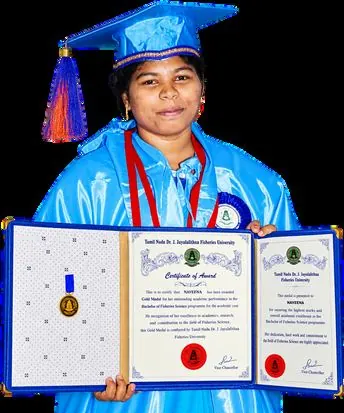 Tamil Nadu Dr. J. Jayalalithaa Fisheries University
Certificate of Award
This is to certify that NAVEENA has been awarded
Gold Medal for her outstanding academic performance in the
Bachelor of Fisheries Science programme for the academic year
In recognition of her excellence in academics, research,
and contribution to the field of Fisheries Science,
this Gold Medal is conferred by Tamil Nadu Dr. J. Jayalalithaa
Fisheries University
Vice Chancellor
Tamil Nadu Dr. J. Jayalalithaa
Fisheries University
This medal is presented to
NAVEENA
for securing the highest marks and
overall academic excellence in the
Bachelor of Fisheries Science programme.
Her dedication, hard work and commitment to
the field of Fisheries Science are highly appreciated.
Vice Chancellor